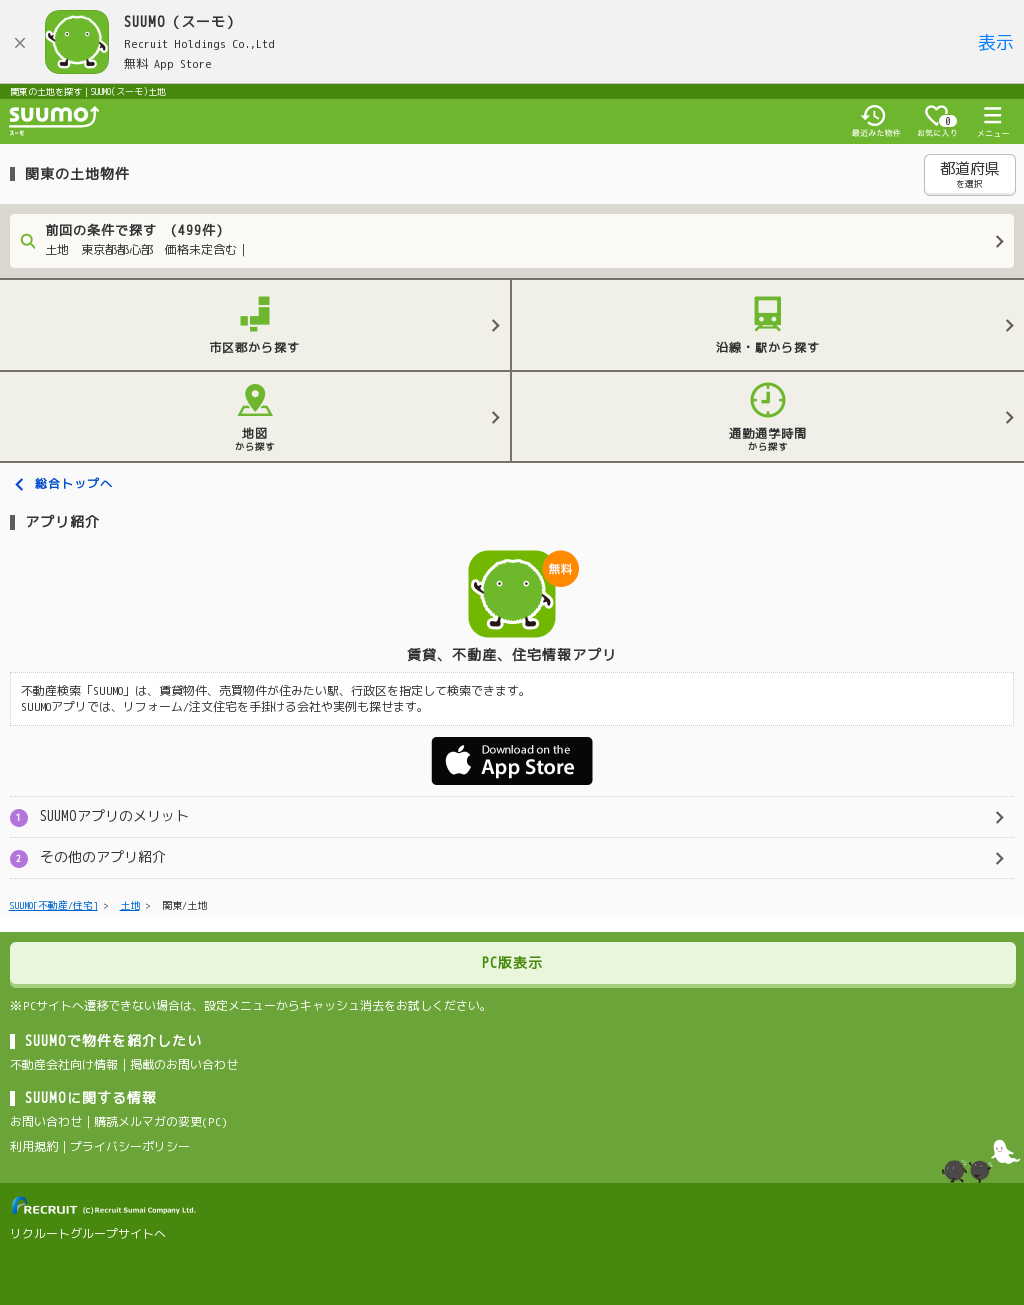 SUUMO (スーモ)
Recruit Holdings Co.,Ltd
無料 App Store
表示
関東の土地を探す | SUUMO(スーモ)土地
SUUMO
スーモ
最近みた物件
0
お気に入り
メニュー
関東の土地物件
都道府県
を選択
前回の条件で探す (499件)
土地 東京都都心部 価格未定含む |
市区郡から探す
沿線・駅から探す
地図
から探す
通勤通学時間
から探す
総合トップへ
アプリ紹介
無料
賃貸、不動産、住宅情報アプリ
不動産検索「SUUMO」は、賃貸物件、売買物件が住みたい駅、行政区を指定して検索できます。
SUUMOアプリでは、リフォーム/注文住宅を手掛ける会社や実例も探せます。
Download on the
App Store
1 SUUMOアプリのメリット
2 その他のアプリ紹介
SUUMO[不動産/住宅] > 土地 > 関東/土地
PC版表示
※PCサイトへ遷移できない場合は、設定メニューからキャッシュ消去をお試しください。
SUUMOで物件を紹介したい
不動産会社向け情報 | 掲載のお問い合わせ
SUUMOに関する情報
お問い合わせ | 購読メルマガの変更(PC)
利用規約 | プライバシーポリシー
RECRUIT (C)Recruit Sumai Company Ltd.
リクルートグループサイトへ